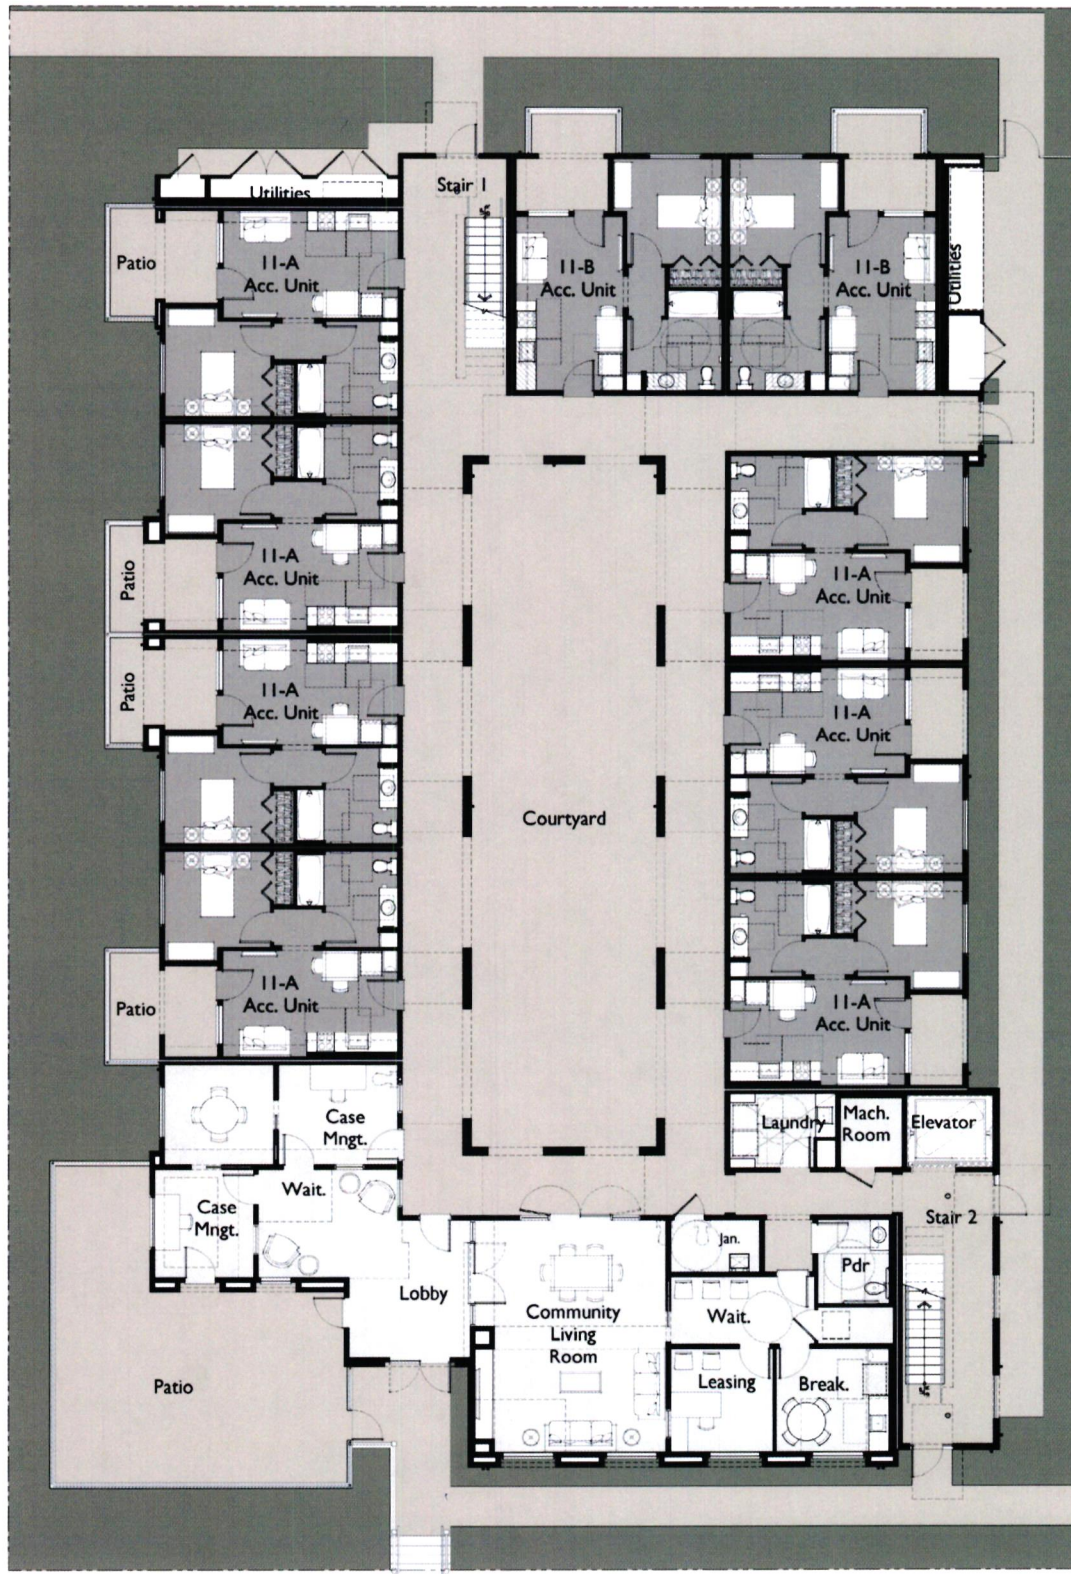 Stair 1
Utilities
Patio
11-A
Acc. Unit
11-B
Acc. Unit
11-B
Acc. Unit
Utilities
Patio
11-A
Acc. Unit
11-A
Acc. Unit
Patio
11-A
Acc. Unit
11-A
Acc. Unit
Courtyard
Patio
11-A
Acc. Unit
11-A
Acc. Unit
Case
Mngt.
Laundry
Mach.
Room
Elevator
Wait.
Case
Mngt.
Stair 2
Jan.
Pdr
Lobby
Community
Living
Room
Wait.
Patio
Leasing
Break.